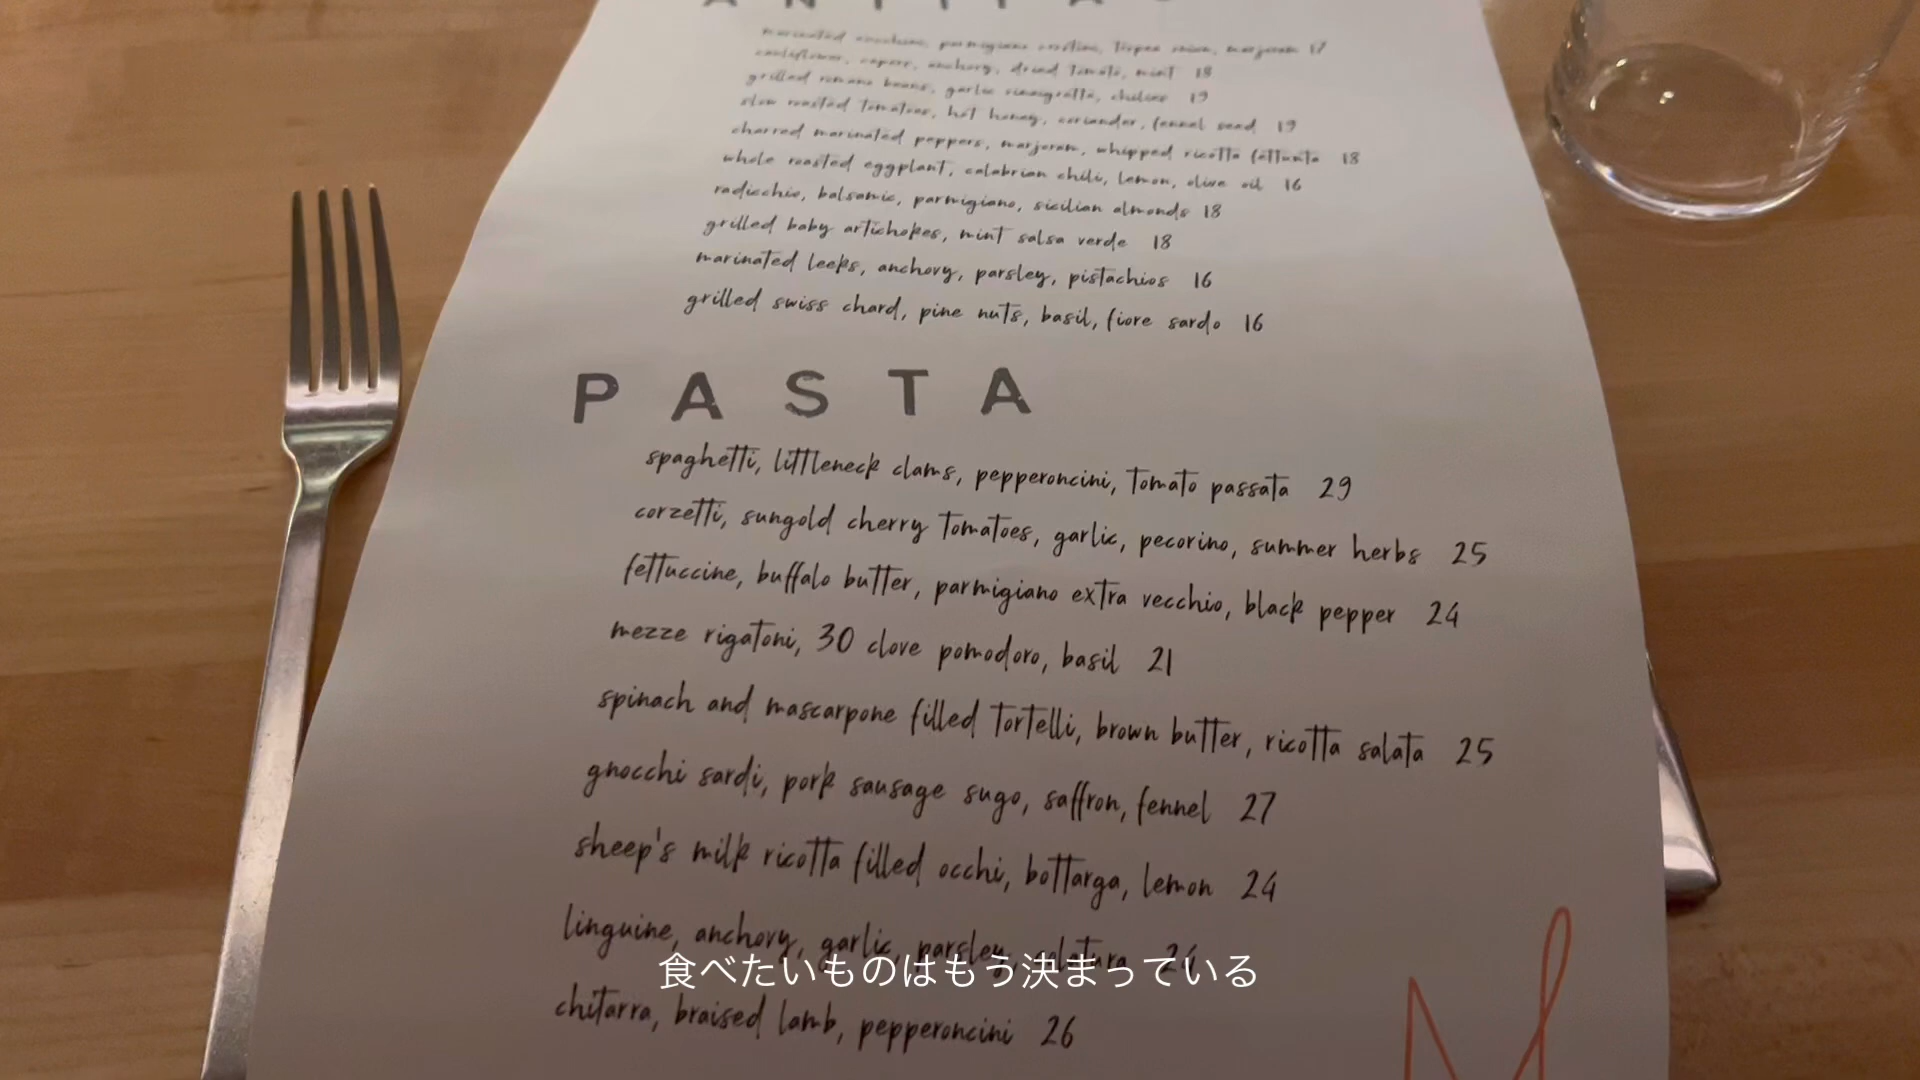 marinated zucchini, parmigiano crostino, Tropea onion, marjoram 17
cauliflower, capers, anchovy, dried tomato, mint 18
grilled romano beans, garlic vinaigrette, chilies 19
slow roasted tomatoes, hot honey, coriander, fennel seed 19
charred marinated peppers, marjoram, whipped ricotta fettunta 18
whole roasted eggplant, calabrian chili, lemon, olive oil 16
radicchio, balsamic, parmigiano, sicilian almonds 18
grilled baby artichokes, mint salsa verde 18
marinated leeks, anchovy, parsley, pistachios 16
grilled swiss chard, pine nuts, basil, fiore sardo 16
PASTA
spaghetti, littleneck clams, pepperoncini, tomato passata 29
corzetti, sungold cherry tomatoes, garlic, pecorino, summer herbs 25
fettuccine, buffalo butter, parmigiano extra vecchio, black pepper 24
mezze rigatoni, 30 clove pomodoro, basil 21
spinach and mascarpone filled tortelli, brown butter, ricotta salata 25
gnocchi sardi, pork sausage sugo, saffron, fennel 27
sheep's milk ricotta filled occhi, bottarga, lemon 24
linguine, anchovy, garlic, parsley, colatura
食べたいものはもう決まっている
chitarra, braised lamb, pepperoncini 26